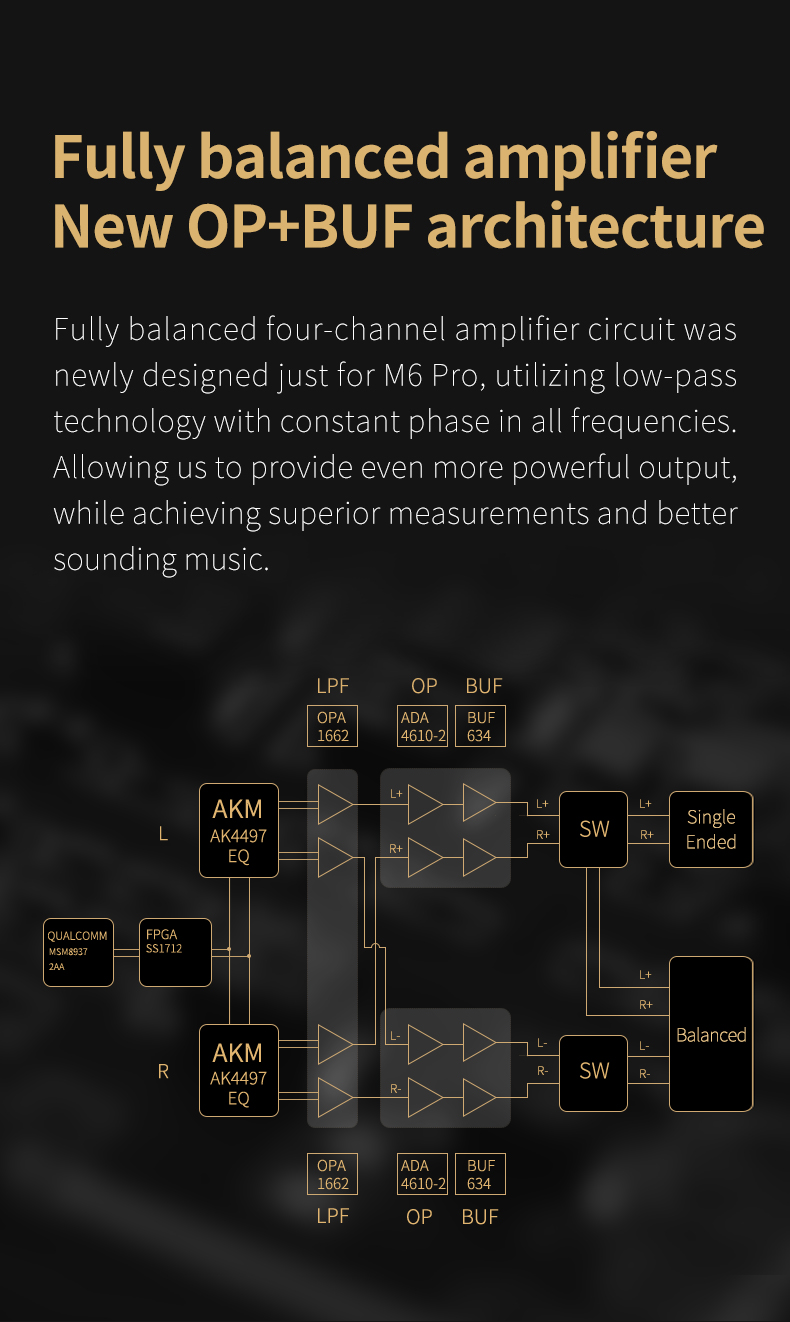 Fully balanced amplifier
New OP+BUF architecture
Fully balanced four-channel amplifier circuit was
newly designed just for M6 Pro, utilizing low-pass
technology with constant phase in all frequencies.
Allowing us to provide even more powerful output,
while achieving superior measurements and better
sounding music.
LPF OP BUF
OPA
1662
ADA
4610-2
BUF
634
L
AKM
AK4497
EQ
L+
R+
L+
R+
SW
L+
R+
Single
Ended
QUALCOMM
MSM8937
2AA
FPGA
SS1712
L+
R+
L-
R-
Balanced
R
AKM
AK4497
EQ
L-
R-
L-
R-
SW
OPA
1662
ADA
4610-2
BUF
634
LPF OP BUF